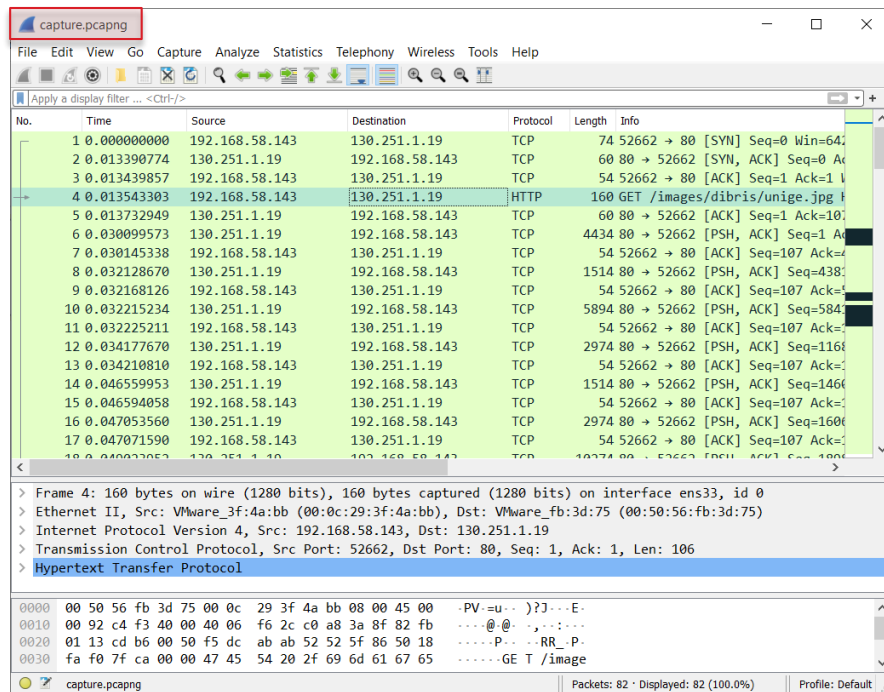 capture.pcapng
File Edit View Go Capture Analyze Statistics Telephony Wireless Tools Help
Apply a display filter ... <Ctrl-/>
No. Time Source Destination Protocol Length Info
1 0.000000000 192.168.58.143 130.251.1.19 TCP 74 52662 → 80 [SYN] Seq=0 Win=642
2 0.013390774 130.251.1.19 192.168.58.143 TCP 60 80 → 52662 [SYN, ACK] Seq=0 Ac
3 0.013439857 192.168.58.143 130.251.1.19 TCP 54 52662 → 80 [ACK] Seq=1 Ack=1 W
4 0.013543303 192.168.58.143 130.251.1.19 HTTP 160 GET /images/dibris/unige.jpg H
5 0.013732949 130.251.1.19 192.168.58.143 TCP 60 80 → 52662 [ACK] Seq=1 Ack=107
6 0.030099573 130.251.1.19 192.168.58.143 TCP 4434 80 → 52662 [PSH, ACK] Seq=1 Ac
7 0.030145338 192.168.58.143 130.251.1.19 TCP 54 52662 → 80 [ACK] Seq=107 Ack=4
8 0.032128670 130.251.1.19 192.168.58.143 TCP 1514 80 → 52662 [PSH, ACK] Seq=4381
9 0.032168126 192.168.58.143 130.251.1.19 TCP 54 52662 → 80 [ACK] Seq=107 Ack=5
10 0.032215234 130.251.1.19 192.168.58.143 TCP 5894 80 → 52662 [PSH, ACK] Seq=5841
11 0.032225211 192.168.58.143 130.251.1.19 TCP 54 52662 → 80 [ACK] Seq=107 Ack=1
12 0.034177670 130.251.1.19 192.168.58.143 TCP 2974 80 → 52662 [PSH, ACK] Seq=1168
13 0.034210810 192.168.58.143 130.251.1.19 TCP 54 52662 → 80 [ACK] Seq=107 Ack=1
14 0.046559953 130.251.1.19 192.168.58.143 TCP 1514 80 → 52662 [PSH, ACK] Seq=1460
15 0.046594058 192.168.58.143 130.251.1.19 TCP 54 52662 → 80 [ACK] Seq=107 Ack=1
16 0.047053560 130.251.1.19 192.168.58.143 TCP 2974 80 → 52662 [PSH, ACK] Seq=1606
17 0.047071590 192.168.58.143 130.251.1.19 TCP 54 52662 → 80 [ACK] Seq=107 Ack=1
Frame 4: 160 bytes on wire (1280 bits), 160 bytes captured (1280 bits) on interface ens33, id 0
Ethernet II, Src: VMware_3f:4a:bb (00:0c:29:3f:4a:bb), Dst: VMware_fb:3d:75 (00:50:56:fb:3d:75)
Internet Protocol Version 4, Src: 192.168.58.143, Dst: 130.251.1.19
Transmission Control Protocol, Src Port: 52662, Dst Port: 80, Seq: 1, Ack: 1, Len: 106
Hypertext Transfer Protocol
0000 00 50 56 fb 3d 75 00 0c 29 3f 4a bb 08 00 45 00 ·PV·=u·· )?J···E·
0010 00 92 c4 f3 40 00 40 06 f6 2c c0 a8 3a 8f 82 fb ····@·@· ·,··:···
0020 01 13 cd b6 00 50 f5 dc ab ab 52 52 5f 86 50 18 ·····P·· ··RR_·P·
0030 fa f0 7f ca 00 00 47 45 54 20 2f 69 6d 61 67 65 ······GE T /image
capture.pcapng Packets: 82 · Displayed: 82 (100.0%) Profile: Default